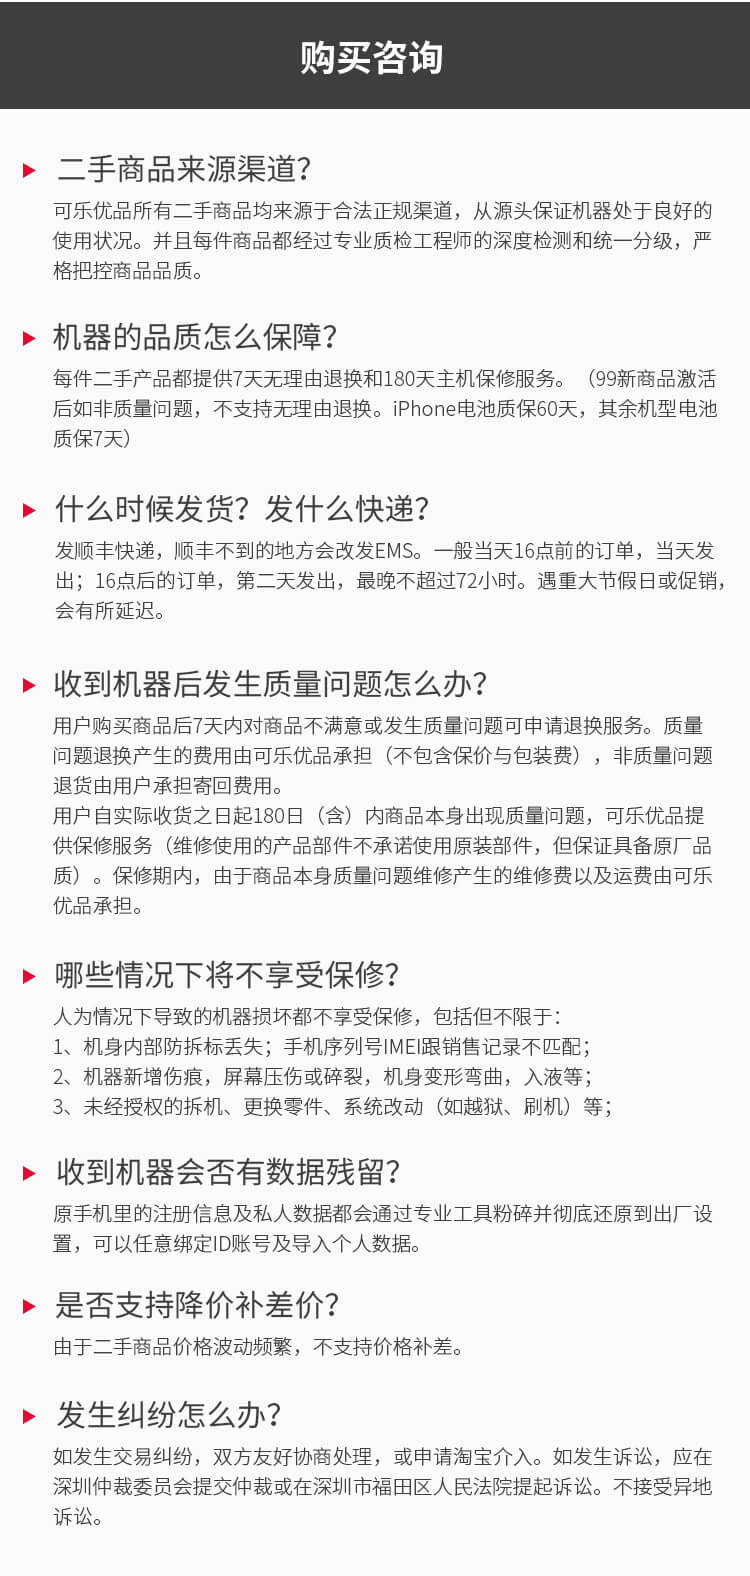 购买咨询
二手商品来源渠道？
可乐优品所有二手商品均来源于合法正规渠道，从源头保证机器处于良好的
使用状况。并且每件商品都经过专业质检工程师的深度检测和统一分级，严
格把控商品品质。
机器的品质怎么保障？
每件二手产品都提供7天无理由退换和180天主机保修服务。（99新商品激活
后如非质量问题，不支持无理由退换。iPhone电池质保60天，其余机型电池
质保7天）
什么时候发货？发什么快递？
发顺丰快递，顺丰不到的地方会改发EMS。一般当天16点前的订单，当天发
出；16点后的订单，第二天发出，最晚不超过72小时。遇重大节假日或促销，
会有所延迟。
收到机器后发生质量问题怎么办？
用户购买商品后7天内对商品不满意或发生质量问题可申请退换服务。质量
问题退换产生的费用由可乐优品承担（不包含保价与包装费），非质量问题
退货由用户承担寄回费用。
用户自实际收货之日起180日（含）内商品本身出现质量问题，可乐优品提
供保修服务（维修使用的产品部件不承诺使用原装部件，但保证具备原厂品
质）。保修期内，由于商品本身质量问题维修产生的维修费以及运费由可乐
优品承担。
哪些情况下将不享受保修？
人为情况下导致的机器损坏都不享受保修，包括但不限于：
1、机身内部防拆标丢失；手机序列号IMEI跟销售记录不匹配；
2、机器新增伤痕，屏幕压伤或碎裂，机身变形弯曲，入液等；
3、未经授权的拆机、更换零件、系统改动（如越狱、刷机）等；
收到机器会否有数据残留？
原手机里的注册信息及私人数据都会通过专业工具粉碎并彻底还原到出厂设
置，可以任意绑定ID账号及导入个人数据。
是否支持降价补差价？
由于二手商品价格波动频繁，不支持价格补差。
发生纠纷怎么办？
如发生交易纠纷，双方友好协商处理，或申请淘宝介入。如发生诉讼，应在
深圳仲裁委员会提交仲裁或在深圳市福田区人民法院提起诉讼。不接受异地
诉讼。